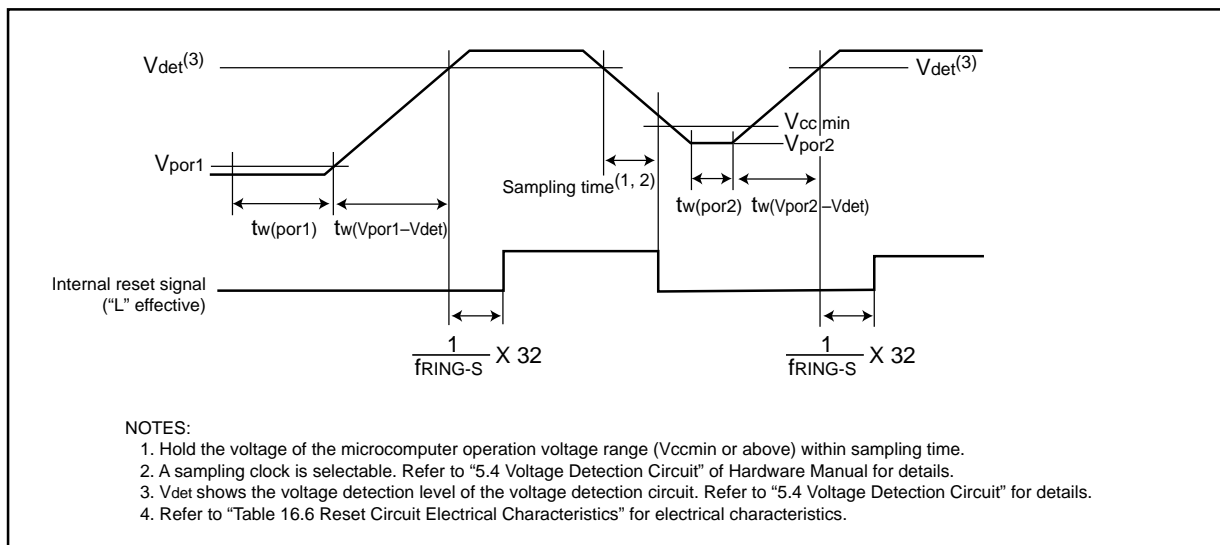 Vdet(3)
Vdet(3)
Vcc min
Vpor1
Vpor2
Sampling time(1, 2)
tw(por1)
tw(Vpor1–Vdet)
tw(por2)
tw(Vpor2–Vdet)
Internal reset signal
(“L” effective)
1
fRING-S
X 32
1
fRING-S
X 32
NOTES:
1. Hold the voltage of the microcomputer operation voltage range (Vccmin or above) within sampling time.
2. A sampling clock is selectable. Refer to “5.4 Voltage Detection Circuit” of Hardware Manual for details.
3. Vdet shows the voltage detection level of the voltage detection circuit. Refer to “5.4 Voltage Detection Circuit” for details.
4. Refer to “Table 16.6 Reset Circuit Electrical Characteristics” for electrical characteristics.